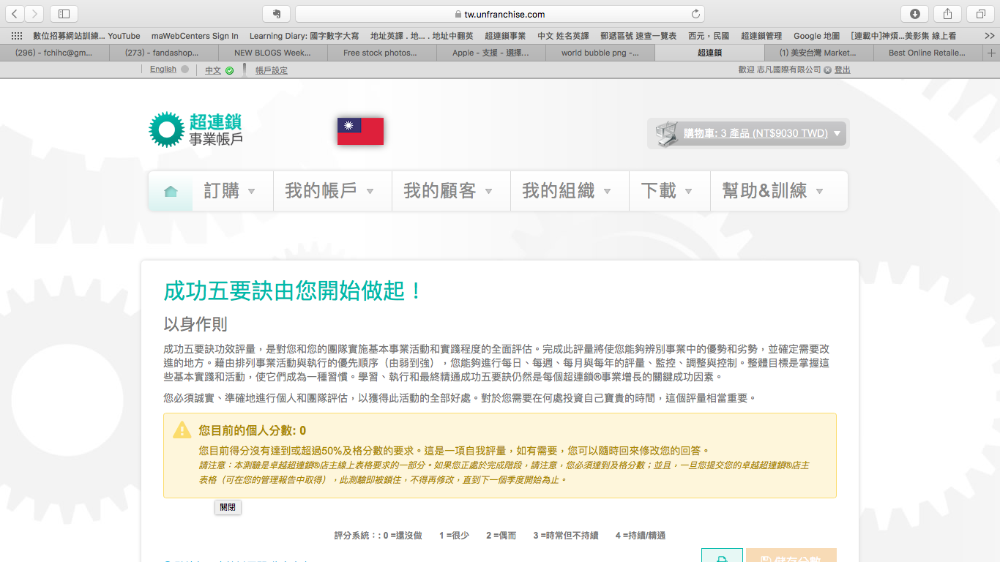 tw.unfranchise.com
數位招募網站訓練... YouTube maWebCenters Sign In Learning Diary: 國字數字大寫 地址英譯 . 地... . 地址中翻英 超連鎖事業 中文 姓名英譯 郵遞區號 速查一覽表 西元，民國 超連鎖管理 Google 地圖 [連載中]神煩...美影集 線上看 >>
(296) - fchihc@gm... (273) - fandashop... NEW BLOGS Week... Free stock photos... Apple - 支援 - 選擇... world bubble png -... 超連鎖 (1) 美安台灣 Market... Best Online Retaile...
English 中文 帳戶設定 歡迎 志凡國際有限公司 登出
超連鎖
事業帳戶
購物車: 3 產品 (NT$9030 TWD)
訂購 我的帳戶 我的顧客 我的組織 下載 幫助&訓練
成功五要訣由您開始做起！
以身作則
成功五要訣功效評量，是對您和您的團隊實施基本事業活動和實踐程度的全面評估。完成此評量將使您能夠辨別事業中的優勢和劣勢，並確定需要改
進的地方。藉由排列事業活動與執行的優先順序（由弱到強），您能夠進行每日、每週、每月與每年的評量、監控、調整與控制。整體目標是掌握這
些基本實踐和活動，使它們成為一種習慣。學習、執行和最終精通成功五要訣仍然是每個超連鎖®事業增長的關鍵成功因素。
您必須誠實、準確地進行個人和團隊評估，以獲得此活動的全部好處。對於您需要在何處投資自己寶貴的時間，這個評量相當重要。
您目前的個人分數: 0
您目前得分沒有達到或超過50%及格分數的要求。這是一項自我評量，如有需要，您可以隨時回來修改您的回答。
請注意：本測驗是卓越超連鎖®店主線上表格要求的一部分。如果您正處於完成階段，請注意，您必須達到及格分數；並且，一旦您提交您的卓越超連鎖®店主
表格（可在您的管理報告中取得），此測驗即被鎖住，不得再修改，直到下一個季度開始為止。
關閉
評分系統：: 0 =還沒做 1 =很少 2 =偶而 3 =時常但不持續 4 =持續/精通
儲存分數